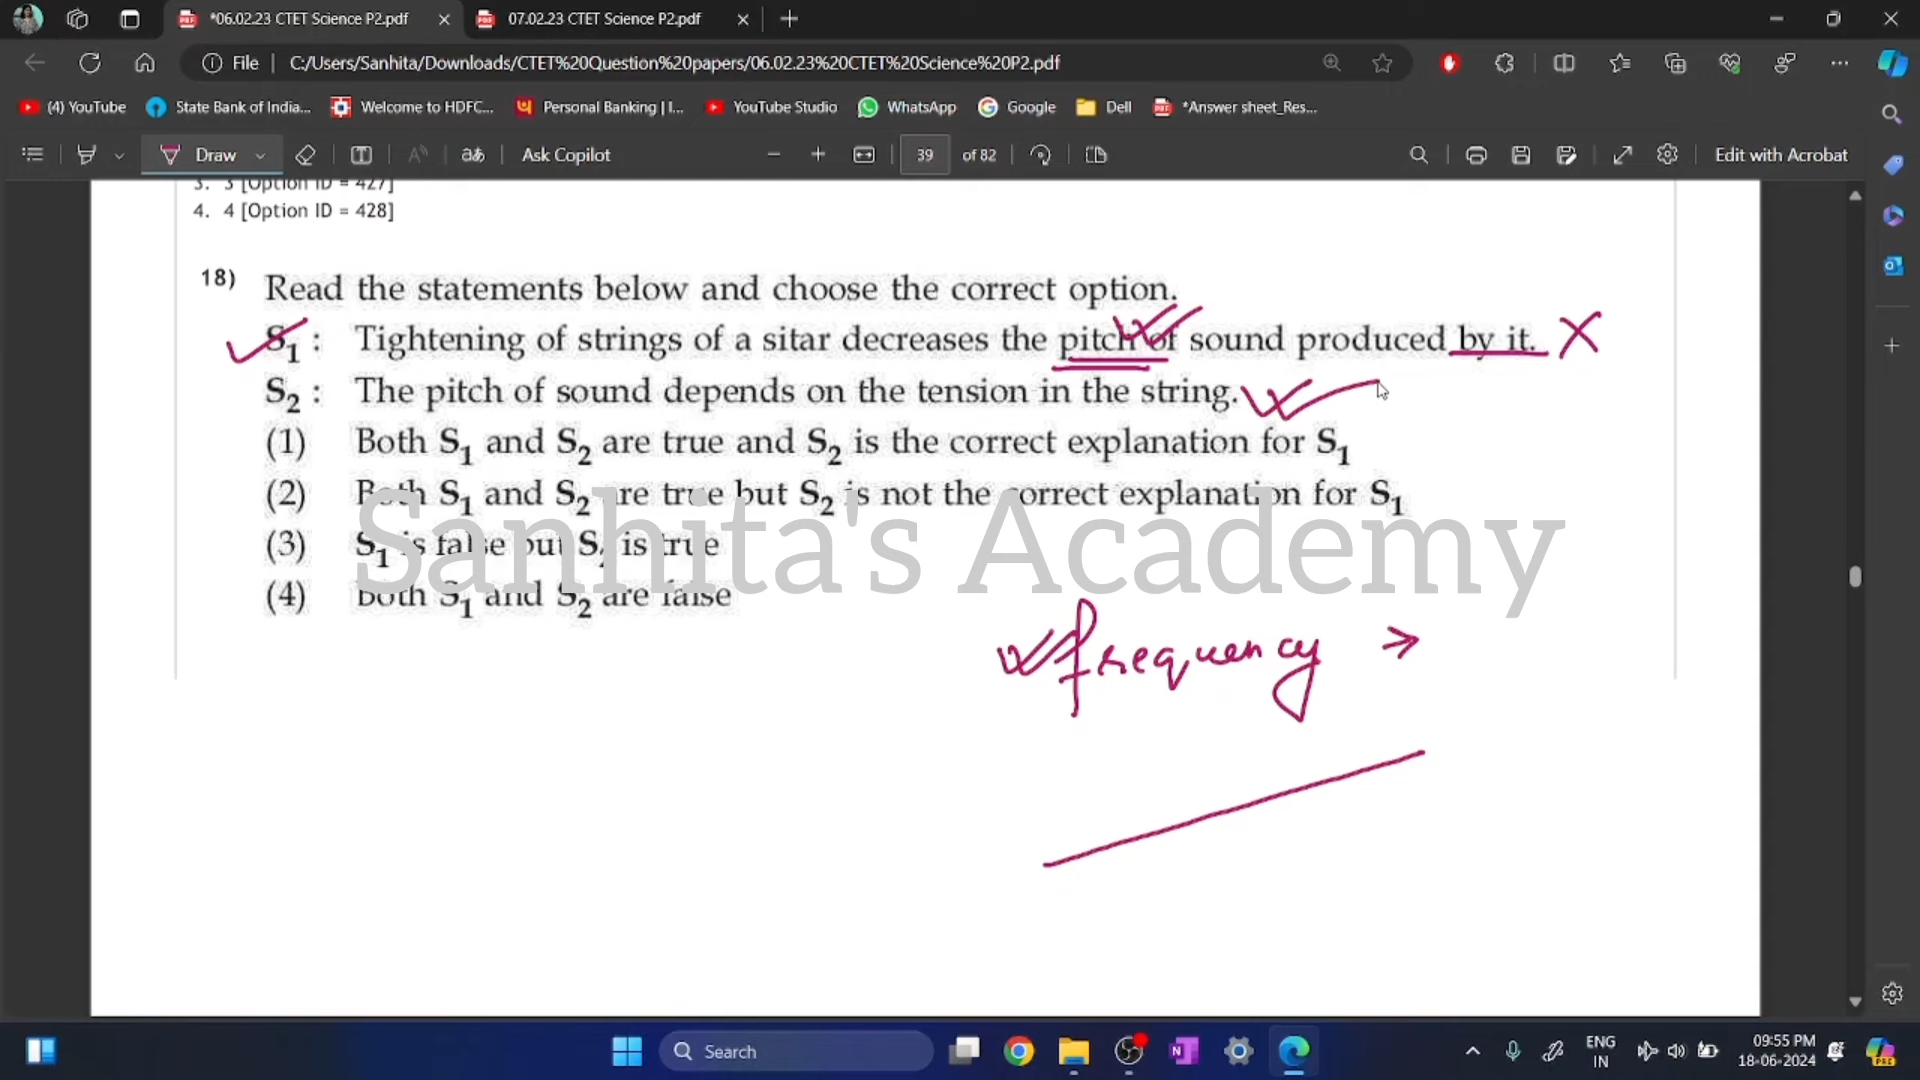 *06.02.23 CTET Science P2.pdf
07.02.23 CTET Science P2.pdf
File
C:/Users/Sanhita/Downloads/CTET%20Question%20papers/06.02.23%20CTET%20Science%20P2.pdf
(4) YouTube
State Bank of India...
Welcome to HDFC...
Personal Banking | I...
YouTube Studio
WhatsApp
Google
Dell
*Answer sheet_Res...
Draw
Ask Copilot
39 of 82
Edit with Acrobat
3. 3 [Option ID = 427]
4. 4 [Option ID = 428]
18) Read the statements below and choose the correct option.
S1 : Tightening of strings of a sitar decreases the pitch of sound produced by it.
S2 : The pitch of sound depends on the tension in the string.
(1) Both S1 and S2 are true and S2 is the correct explanation for S1
(2) Both S1 and S2 are true but S2 is not the correct explanation for S1
(3) S1 is false but S2 is true
(4) Both S1 and S2 are false
Sanhita's Academy
frequency →
Search
ENG
IN
09:55 PM
18-06-2024